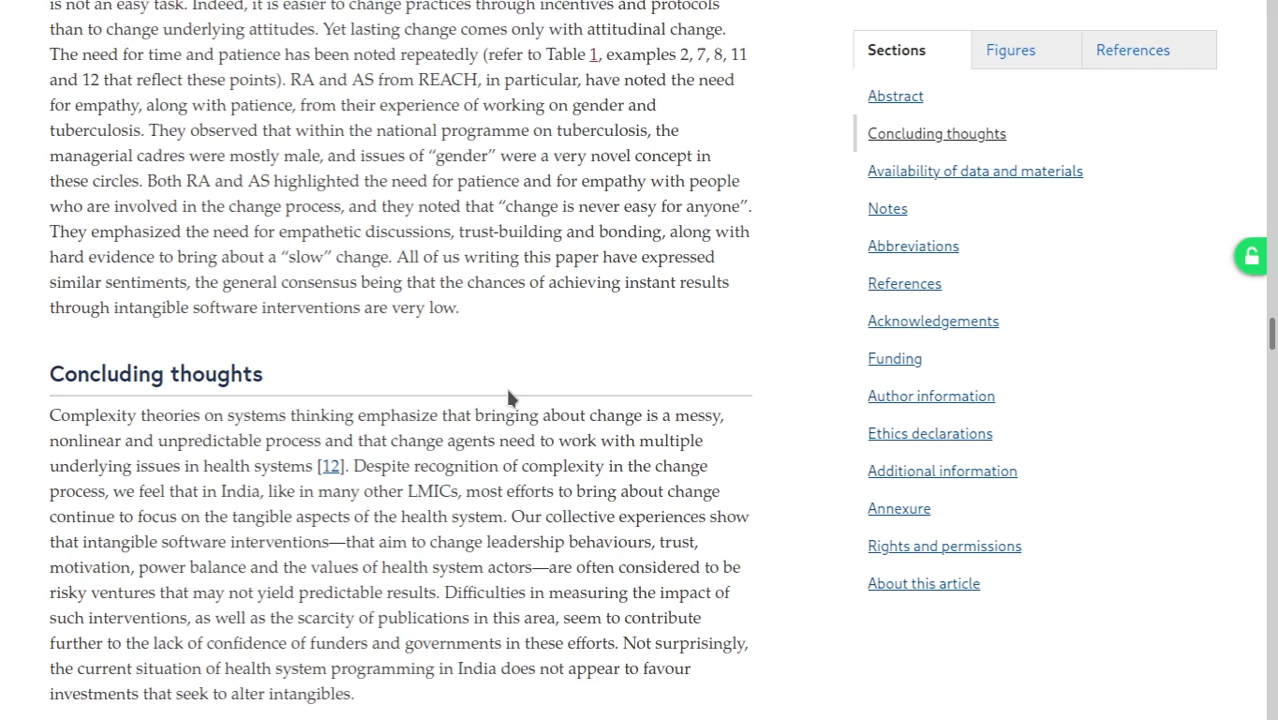 is not an easy task. Indeed, it is easier to change practices through incentives and protocols
than to change underlying attitudes. Yet lasting change comes only with attitudinal change.
The need for time and patience has been noted repeatedly (refer to Table 1, examples 2, 7, 8, 11
and 12 that reflect these points). RA and AS from REACH, in particular, have noted the need
for empathy, along with patience, from their experience of working on gender and
tuberculosis. They observed that within the national programme on tuberculosis, the
managerial cadres were mostly male, and issues of “gender” were a very novel concept in
these circles. Both RA and AS highlighted the need for patience and for empathy with people
who are involved in the change process, and they noted that “change is never easy for anyone”.
They emphasized the need for empathetic discussions, trust-building and bonding, along with
hard evidence to bring about a “slow” change. All of us writing this paper have expressed
similar sentiments, the general consensus being that the chances of achieving instant results
through intangible software interventions are very low.
Concluding thoughts
Complexity theories on systems thinking emphasize that bringing about change is a messy,
nonlinear and unpredictable process and that change agents need to work with multiple
underlying issues in health systems [12]. Despite recognition of complexity in the change
process, we feel that in India, like in many other LMICs, most efforts to bring about change
continue to focus on the tangible aspects of the health system. Our collective experiences show
that intangible software interventions—that aim to change leadership behaviours, trust,
motivation, power balance and the values of health system actors—are often considered to be
risky ventures that may not yield predictable results. Difficulties in measuring the impact of
such interventions, as well as the scarcity of publications in this area, seem to contribute
further to the lack of confidence of funders and governments in these efforts. Not surprisingly,
the current situation of health system programming in India does not appear to favour
investments that seek to alter intangibles.
Sections
Figures
References
Abstract
Concluding thoughts
Availability of data and materials
Notes
Abbreviations
References
Acknowledgements
Funding
Author information
Ethics declarations
Additional information
Annexure
Rights and permissions
About this article